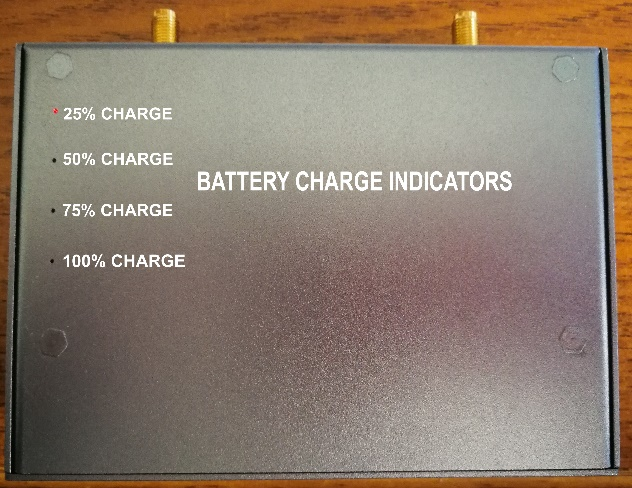 25% CHARGE
50% CHARGE
BATTERY CHARGE INDICATORS
75% CHARGE
100% CHARGE